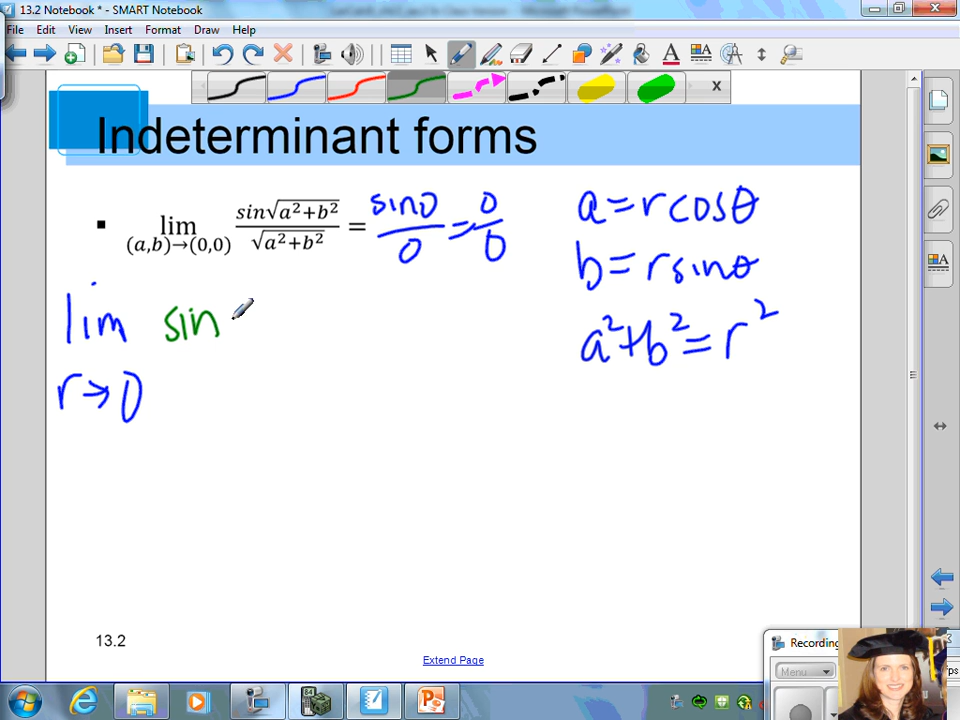 13.2 Notebook * - SMART Notebook
File Edit View Insert Format Draw Help
x
Indeterminant forms
▪ lim (a,b)→(0,0) sin√a²+b² / √a²+b² = sin0/0 = 0/0
a=rcosθ
b=rsinθ
a²+b²=r²
lim sin
r→0
13.2
Extend Page
Recording
Menu